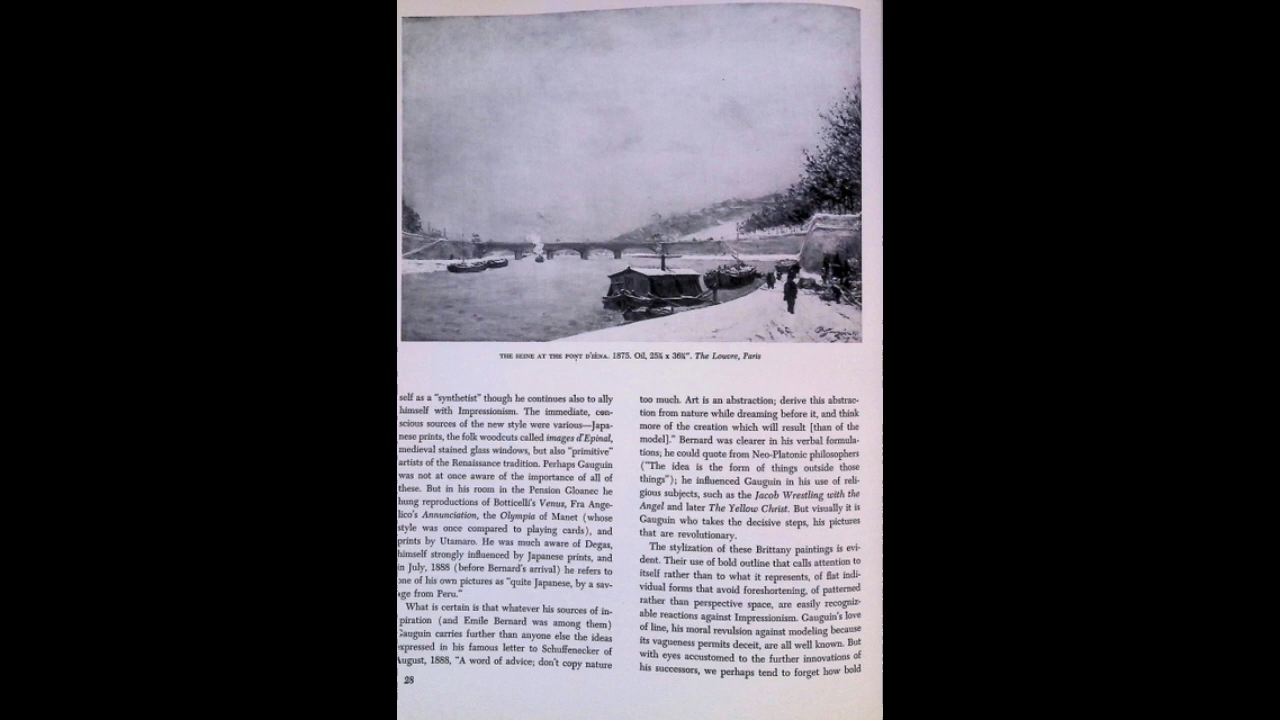 THE SEINE AT THE PONT D'IÉNA. 1875. Oil, 25¾ x 36¾". The Louvre, Paris
self as a "synthetist" though he continues also to ally
himself with Impressionism. The immediate, con-
scious sources of the new style were various—Japa-
nese prints, the folk woodcuts called images d'Epinal,
medieval stained glass windows, but also "primitive"
artists of the Renaissance tradition. Perhaps Gauguin
was not at once aware of the importance of all of
these. But in his room in the Pension Gloanec he
hung reproductions of Botticelli's Venus, Fra Ange-
lico's Annunciation, the Olympia of Manet (whose
style was once compared to playing cards), and
prints by Utamaro. He was much aware of Degas,
himself strongly influenced by Japanese prints, and
in July, 1888 (before Bernard's arrival) he refers to
one of his own pictures as "quite Japanese, by a sav-
age from Peru."
What is certain is that whatever his sources of in-
piration (and Emile Bernard was among them)
Gauguin carries further than anyone else the ideas
expressed in his famous letter to Schuffenecker of
August, 1888, "A word of advice; don't copy nature
28
too much. Art is an abstraction; derive this abstrac-
tion from nature while dreaming before it, and think
more of the creation which will result [than of the
model]." Bernard was clearer in his verbal formula-
tions; he could quote from Neo-Platonic philosophers
("The idea is the form of things outside those
things"); he influenced Gauguin in his use of reli-
gious subjects, such as the Jacob Wrestling with the
Angel and later The Yellow Christ. But visually it is
Gauguin who takes the decisive steps, his pictures
that are revolutionary.
The stylization of these Brittany paintings is evi-
dent. Their use of bold outline that calls attention to
itself rather than to what it represents, of flat indi-
vidual forms that avoid foreshortening, of patterned
rather than perspective space, are easily recogniz-
able reactions against Impressionism. Gauguin's love
of line, his moral revulsion against modeling because
its vagueness permits deceit, are all well known. But
with eyes accustomed to the further innovations of
his successors, we perhaps tend to forget how bold